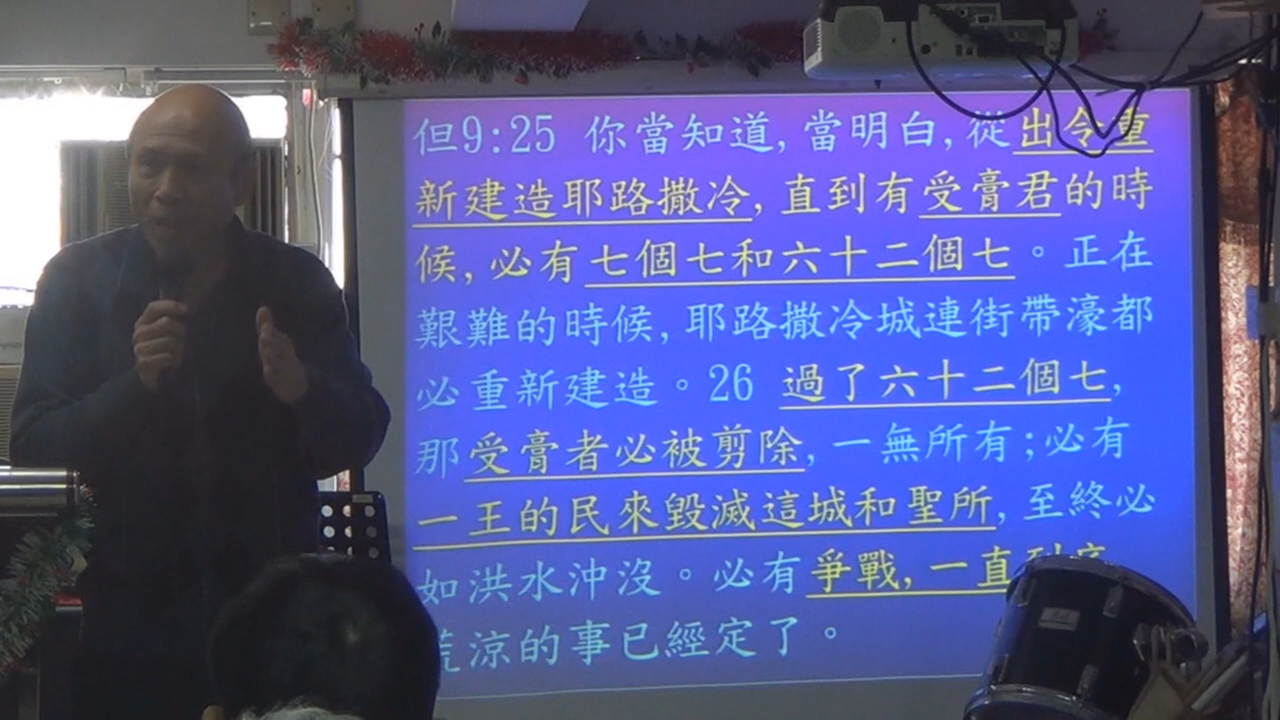 但9:25 你當知道,當明白,從出令重
新建造耶路撒冷,直到有受膏君的時
候,必有七個七和六十二個七。正在
艱難的時候,耶路撒冷城連街帶濠都
必重新建造。26 過了六十二個七,
那受膏者必被剪除,一無所有;必有
一王的民來毀滅這城和聖所,至終必
如洪水沖沒。必有爭戰,一直到底
荒涼的事已經定了。